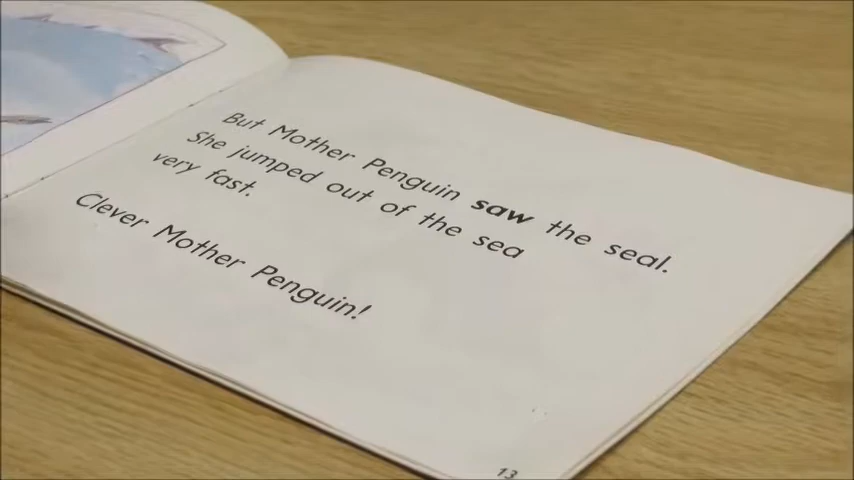 But Mother Penguin saw the seal.
She jumped out of the sea
very fast.
Clever Mother Penguin!
13